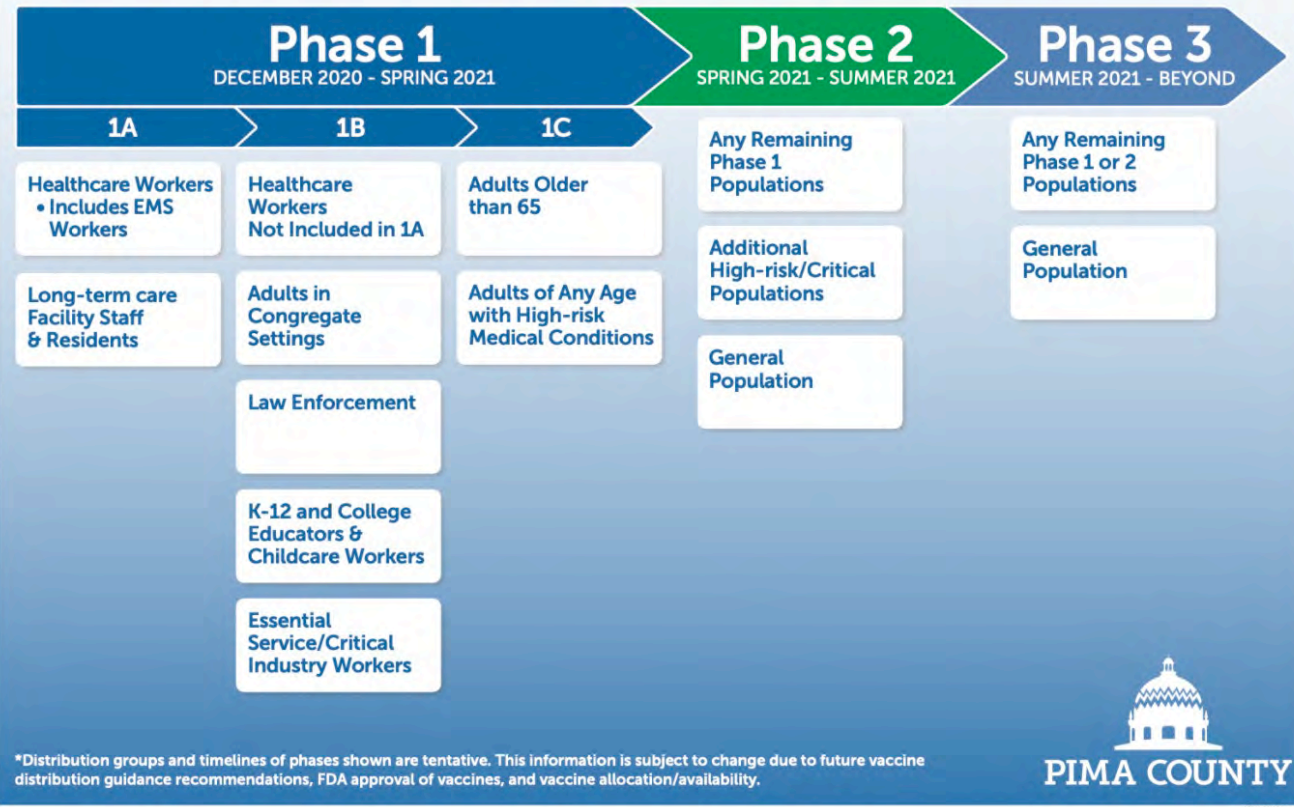 Phase 1
DECEMBER 2020 - SPRING 2021
Phase 2
SPRING 2021 - SUMMER 2021
Phase 3
SUMMER 2021 - BEYOND
1A
1B
1C
Healthcare Workers
• Includes EMS
Workers
Long-term care
Facility Staff
& Residents
Healthcare
Workers
Not Included in 1A
Adults in
Congregate
Settings
Law Enforcement
K-12 and College
Educators &
Childcare Workers
Essential
Service/Critical
Industry Workers
Adults Older
than 65
Adults of Any Age
with High-risk
Medical Conditions
Any Remaining
Phase 1
Populations
Additional
High-risk/Critical
Populations
General
Population
Any Remaining
Phase 1 or 2
Populations
General
Population
*Distribution groups and timelines of phases shown are tentative. This information is subject to change due to future vaccine
distribution guidance recommendations, FDA approval of vaccines, and vaccine allocation/availability.
PIMA COUNTY